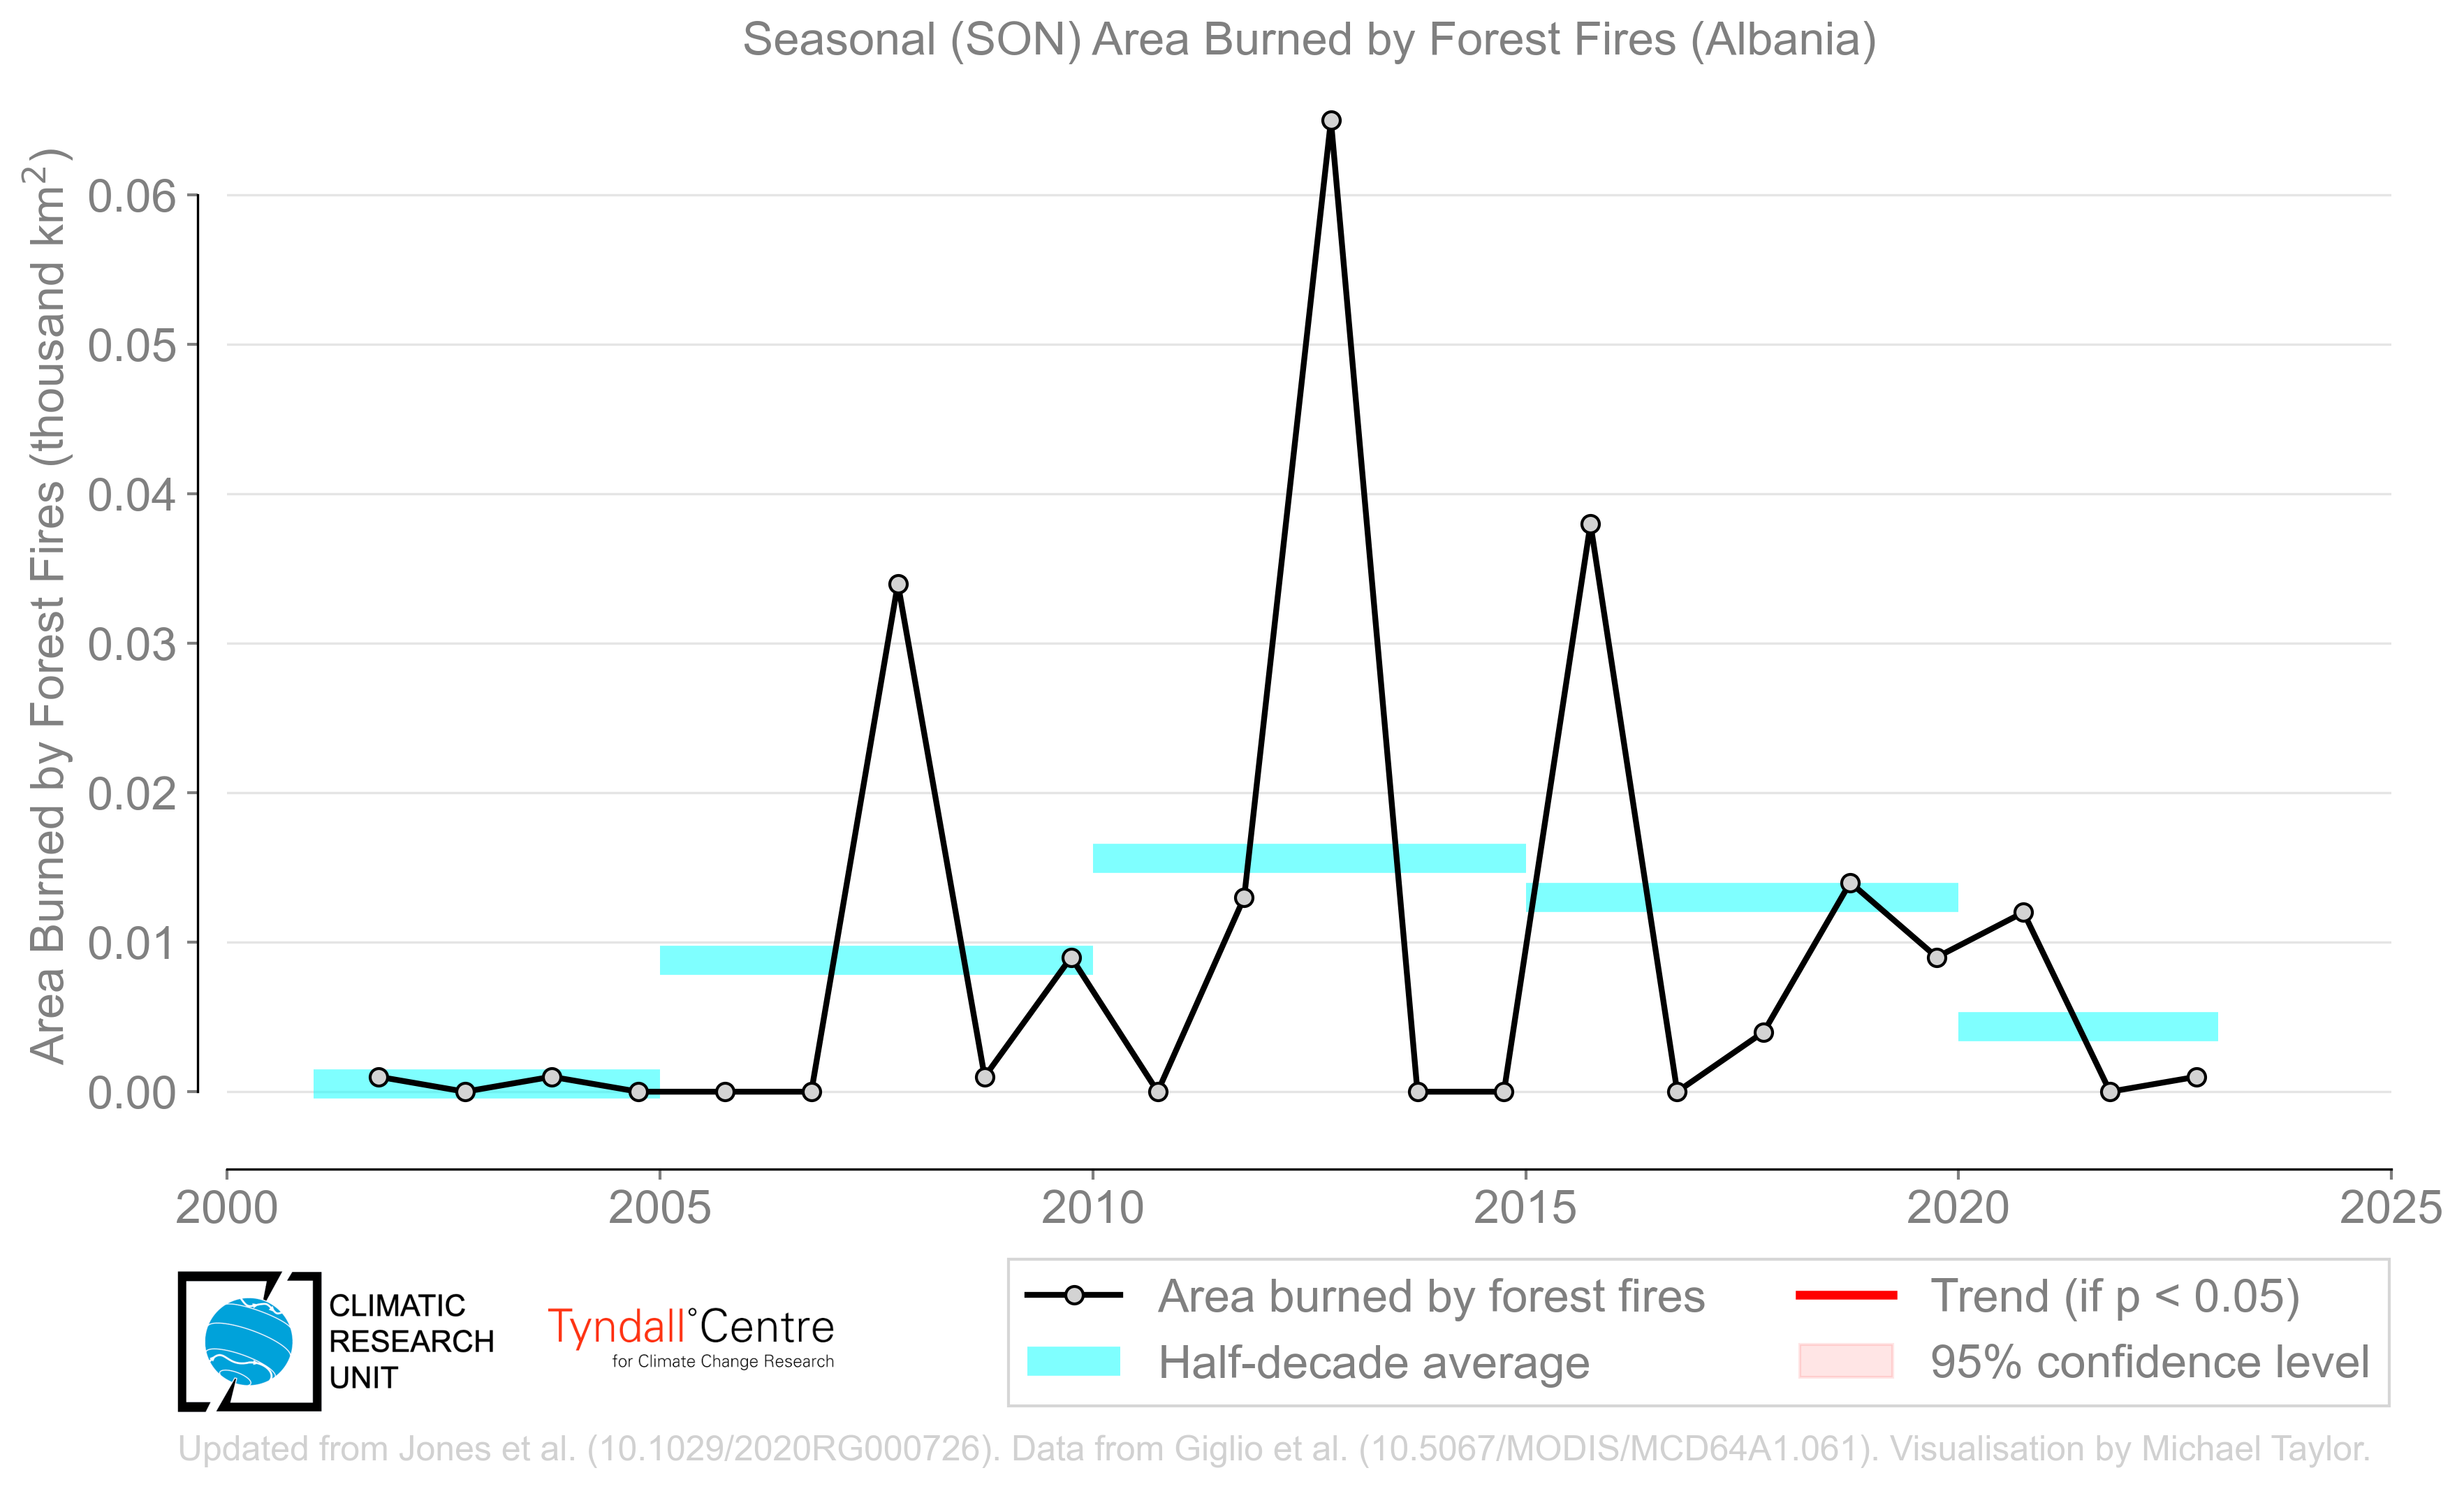 Seasonal (SON) Area Burned by Forest Fires (Albania)
Area Burned by Forest Fires (thousand km²)
0.06
0.05
0.04
0.03
0.02
0.01
0.00
2000 2005 2010 2015 2020 2025
CLIMATIC
RESEARCH
UNIT
Tyndall°Centre
for Climate Change Research
Area burned by forest fires
Half-decade average
Trend (if p < 0.05)
95% confidence level
Updated from Jones et al. (10.1029/2020RG000726). Data from Giglio et al. (10.5067/MODIS/MCD64A1.061). Visualisation by Michael Taylor.